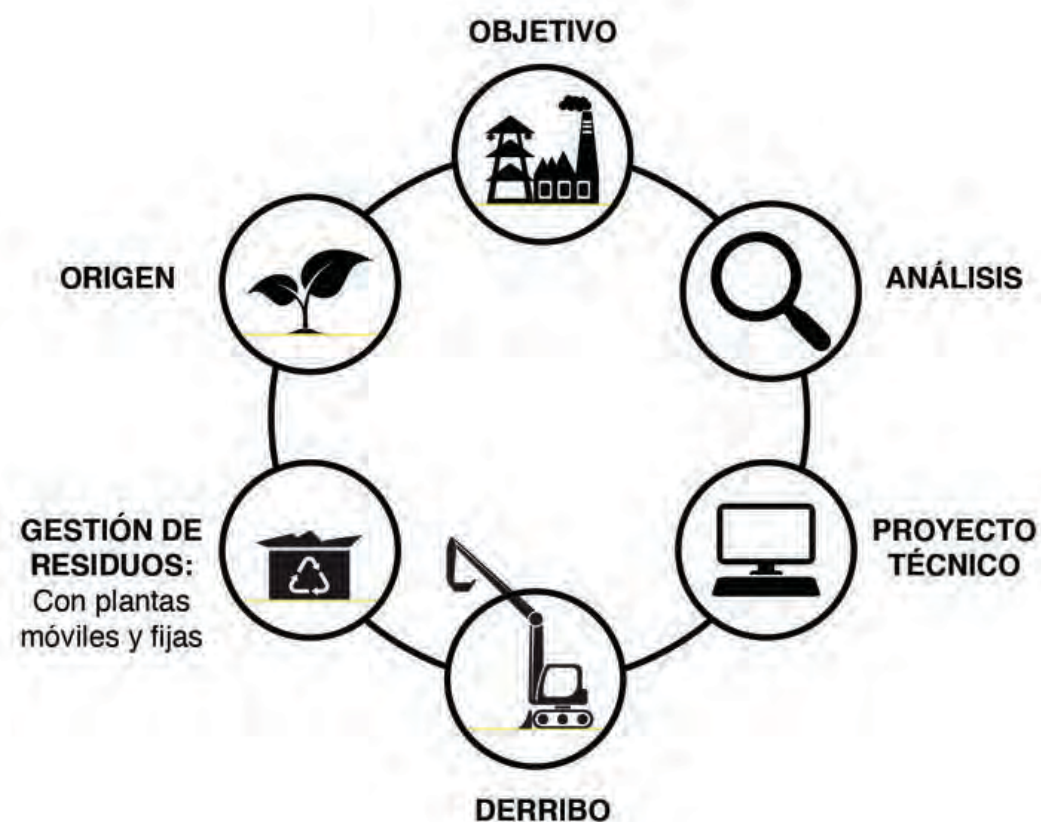 OBJETIVO
ANÁLISIS
PROYECTO
TÉCNICO
DERRIBO
GESTIÓN DE
RESIDUOS:
Con plantas
móviles y fijas
ORIGEN